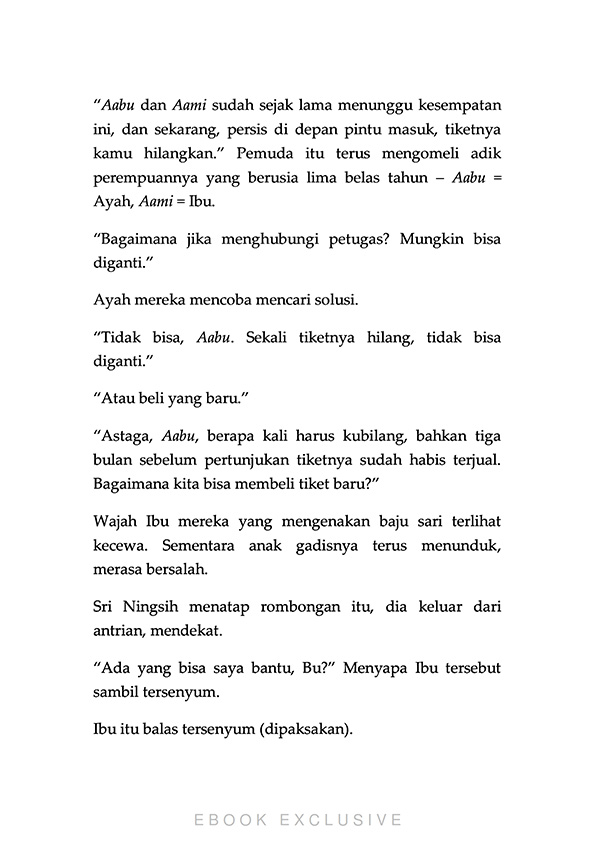 “Aabu dan Aami sudah sejak lama menunggu kesempatan
ini, dan sekarang, persis di depan pintu masuk, tiketnya
kamu hilangkan.” Pemuda itu terus mengomeli adik
perempuannya yang berusia lima belas tahun – Aabu =
Ayah, Aami = Ibu.
“Bagaimana jika menghubungi petugas? Mungkin bisa
diganti.”
Ayah mereka mencoba mencari solusi.
“Tidak bisa, Aabu. Sekali tiketnya hilang, tidak bisa
diganti.”
“Atau beli yang baru.”
“Astaga, Aabu, berapa kali harus kubilang, bahkan tiga
bulan sebelum pertunjukan tiketnya sudah habis terjual.
Bagaimana kita bisa membeli tiket baru?”
Wajah Ibu mereka yang mengenakan baju sari terlihat
kecewa. Sementara anak gadisnya terus menunduk,
merasa bersalah.
Sri Ningsih menatap rombongan itu, dia keluar dari
antrian, mendekat.
“Ada yang bisa saya bantu, Bu?” Menyapa Ibu tersebut
sambil tersenyum.
Ibu itu balas tersenyum (dipaksakan).
EBOOK EXCLUSIVE